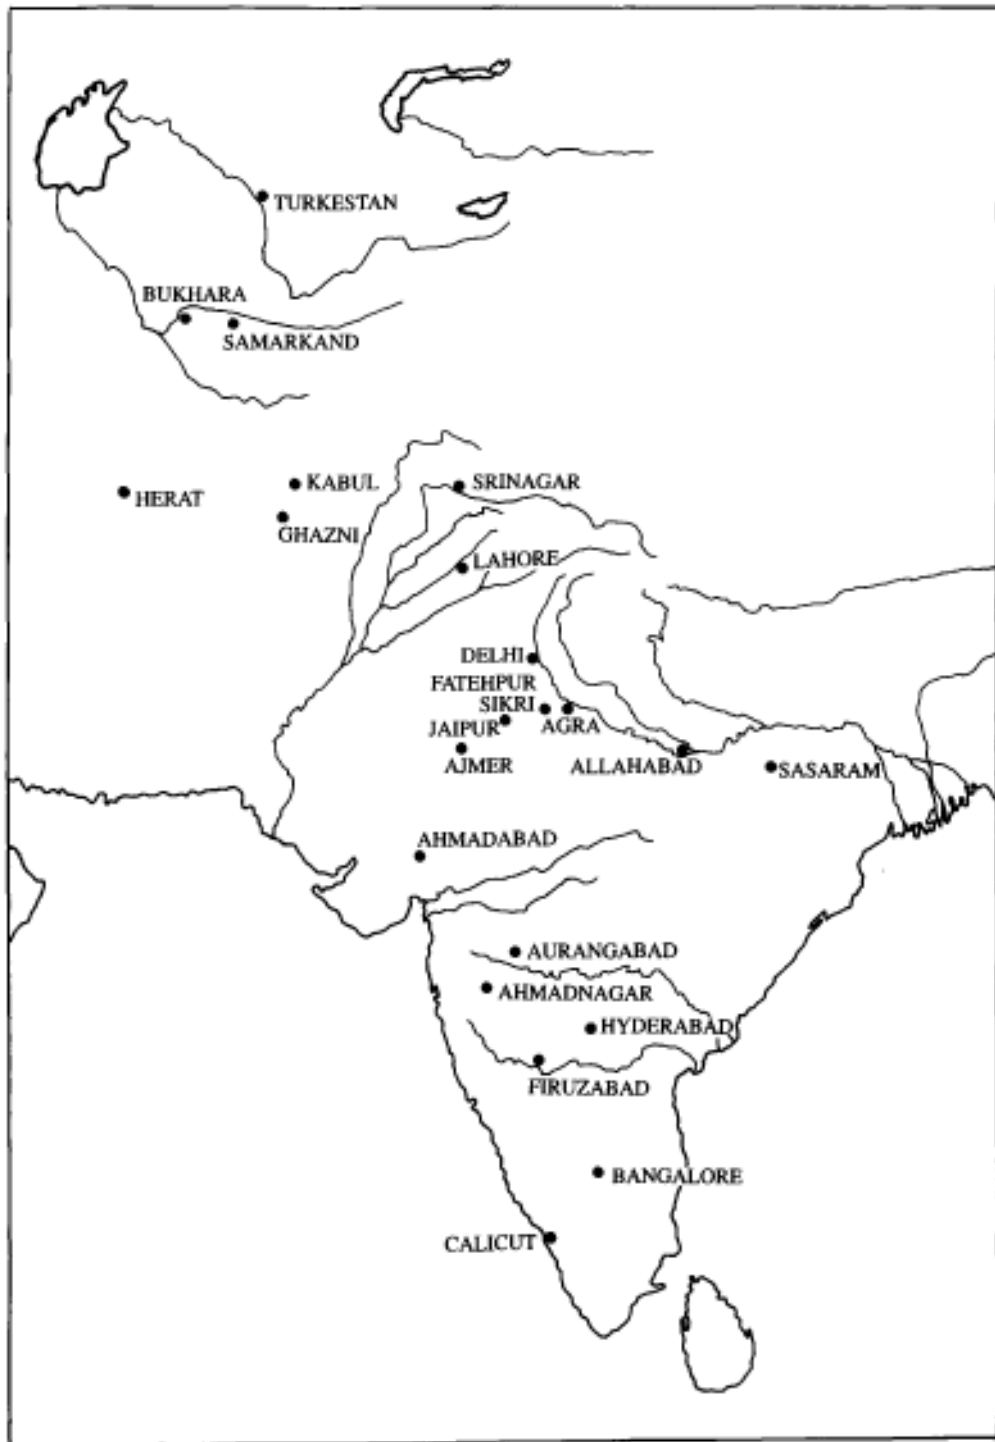 TURKESTAN
BUKHARA
SAMARKAND
KABUL
SRINAGAR
HERAT
GHAZNI
LAHORE
DELHI
FATEHPUR
SIKRI
AGRA
JAIPUR
AJMER
ALLAHABAD
SASARAM
AHMADABAD
AURANGABAD
AHMADNAGAR
HYDERABAD
FIRUZABAD
BANGALORE
CALICUT